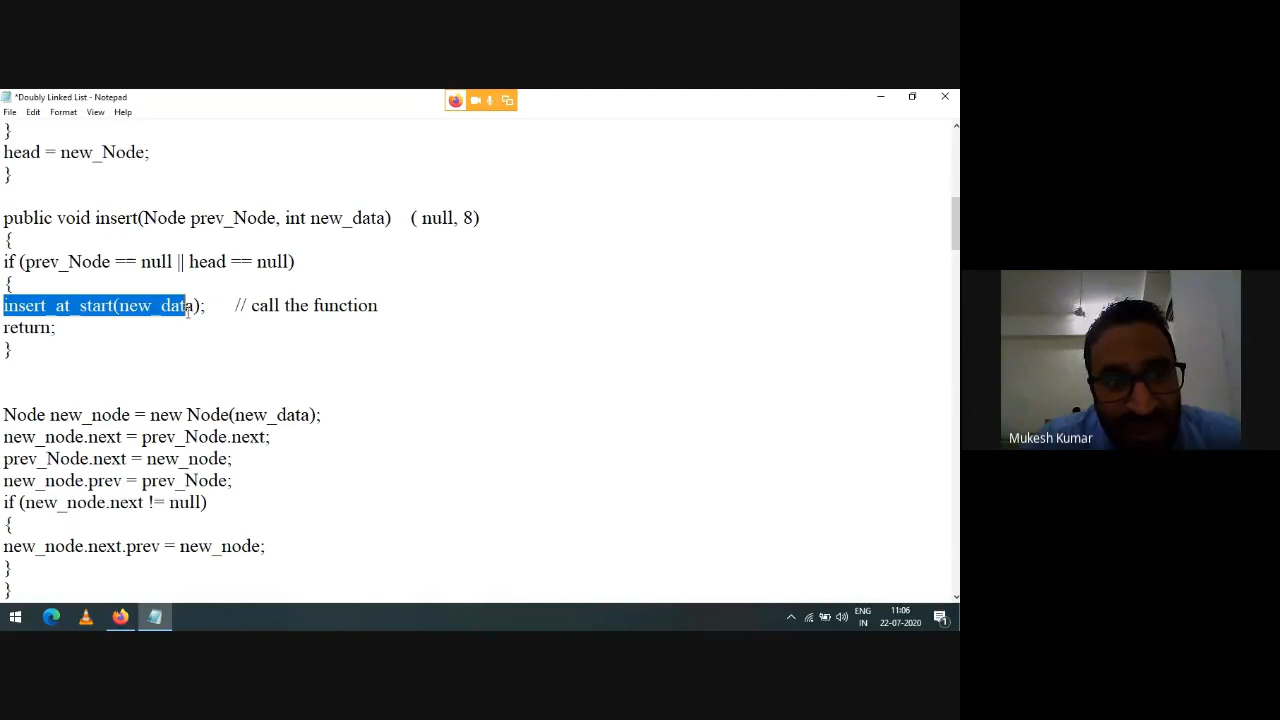 *Doubly Linked List - Notepad
File Edit Format View Help
}
head = new_Node;
}
public void insert(Node prev_Node, int new_data) ( null, 8)
{
if (prev_Node == null || head == null)
{
insert_at_start(new_data); // call the function
return;
}
Node new_node = new Node(new_data);
new_node.next = prev_Node.next;
prev_Node.next = new_node;
new_node.prev = prev_Node;
if (new_node.next != null)
{
new_node.next.prev = new_node;
}
}
Mukesh Kumar
ENG
IN
11:06
22-07-2020
1